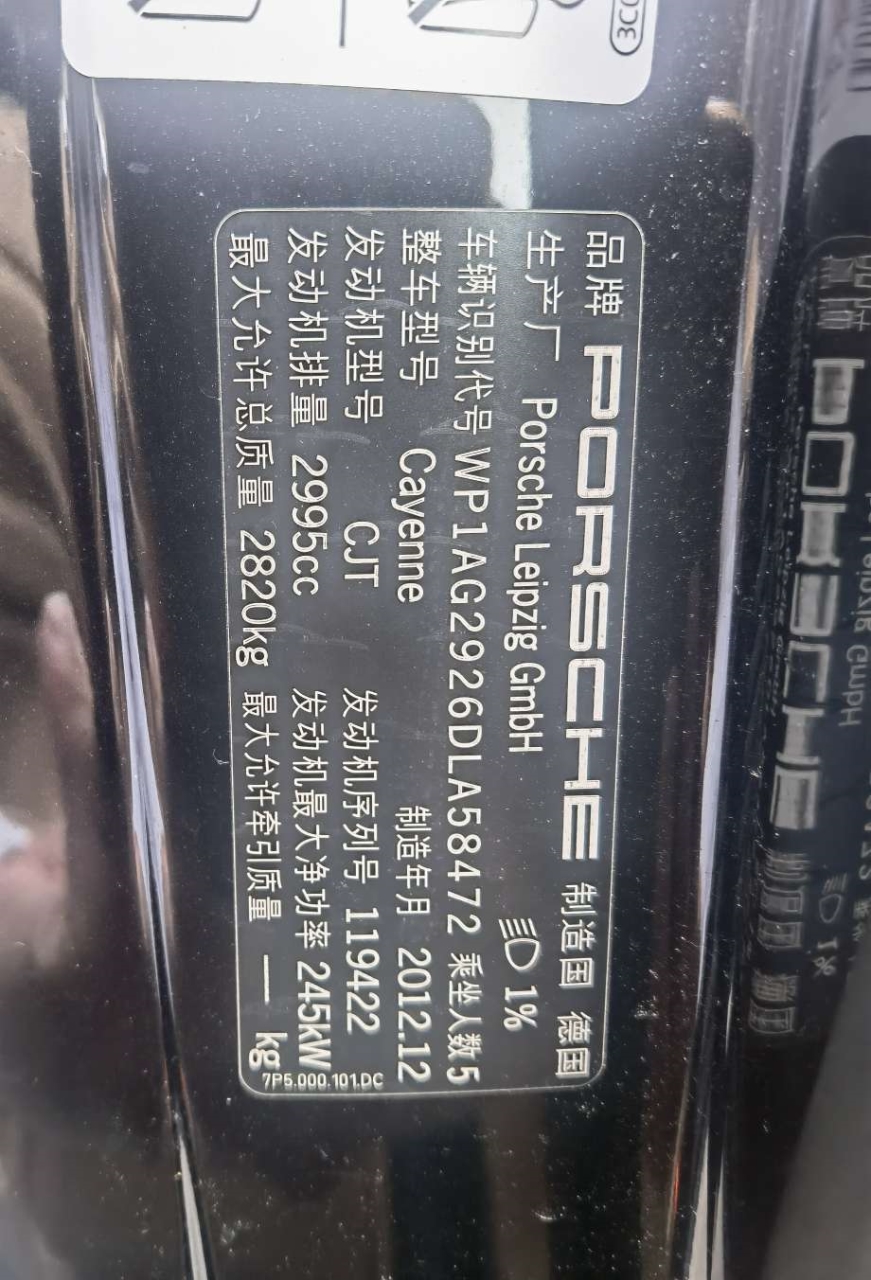 品牌 PORSCHE 制造国 德国
生产厂 Porsche Leipzig GmbH 1%
车辆识别代号 WP1AG2926DLA58472 乘坐人数 5
整车型号 Cayenne 制造年月 2012.12
发动机型号 CJT 发动机序列号 119422
发动机排量 2995cc 发动机最大净功率 245kW
最大允许总质量 2820kg 最大允许牵引质量 — kg
7P5.000.101.DC